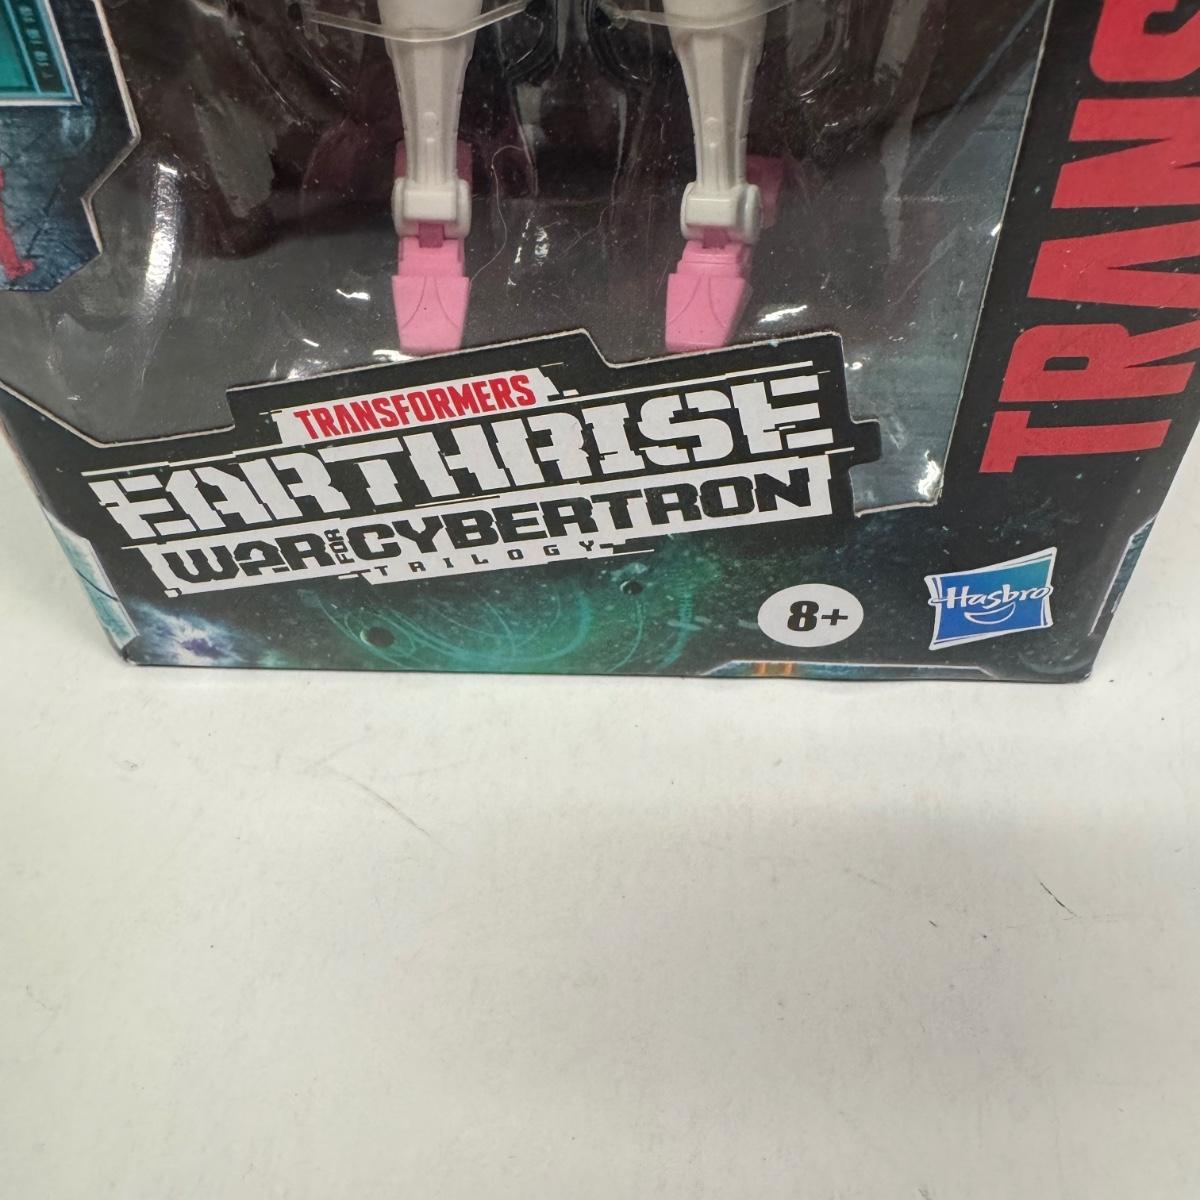 TRANSFORMERS
EARTHRISE
WAR FOR CYBERTRON
TRILOGY
8+
Hasbro
TRANS